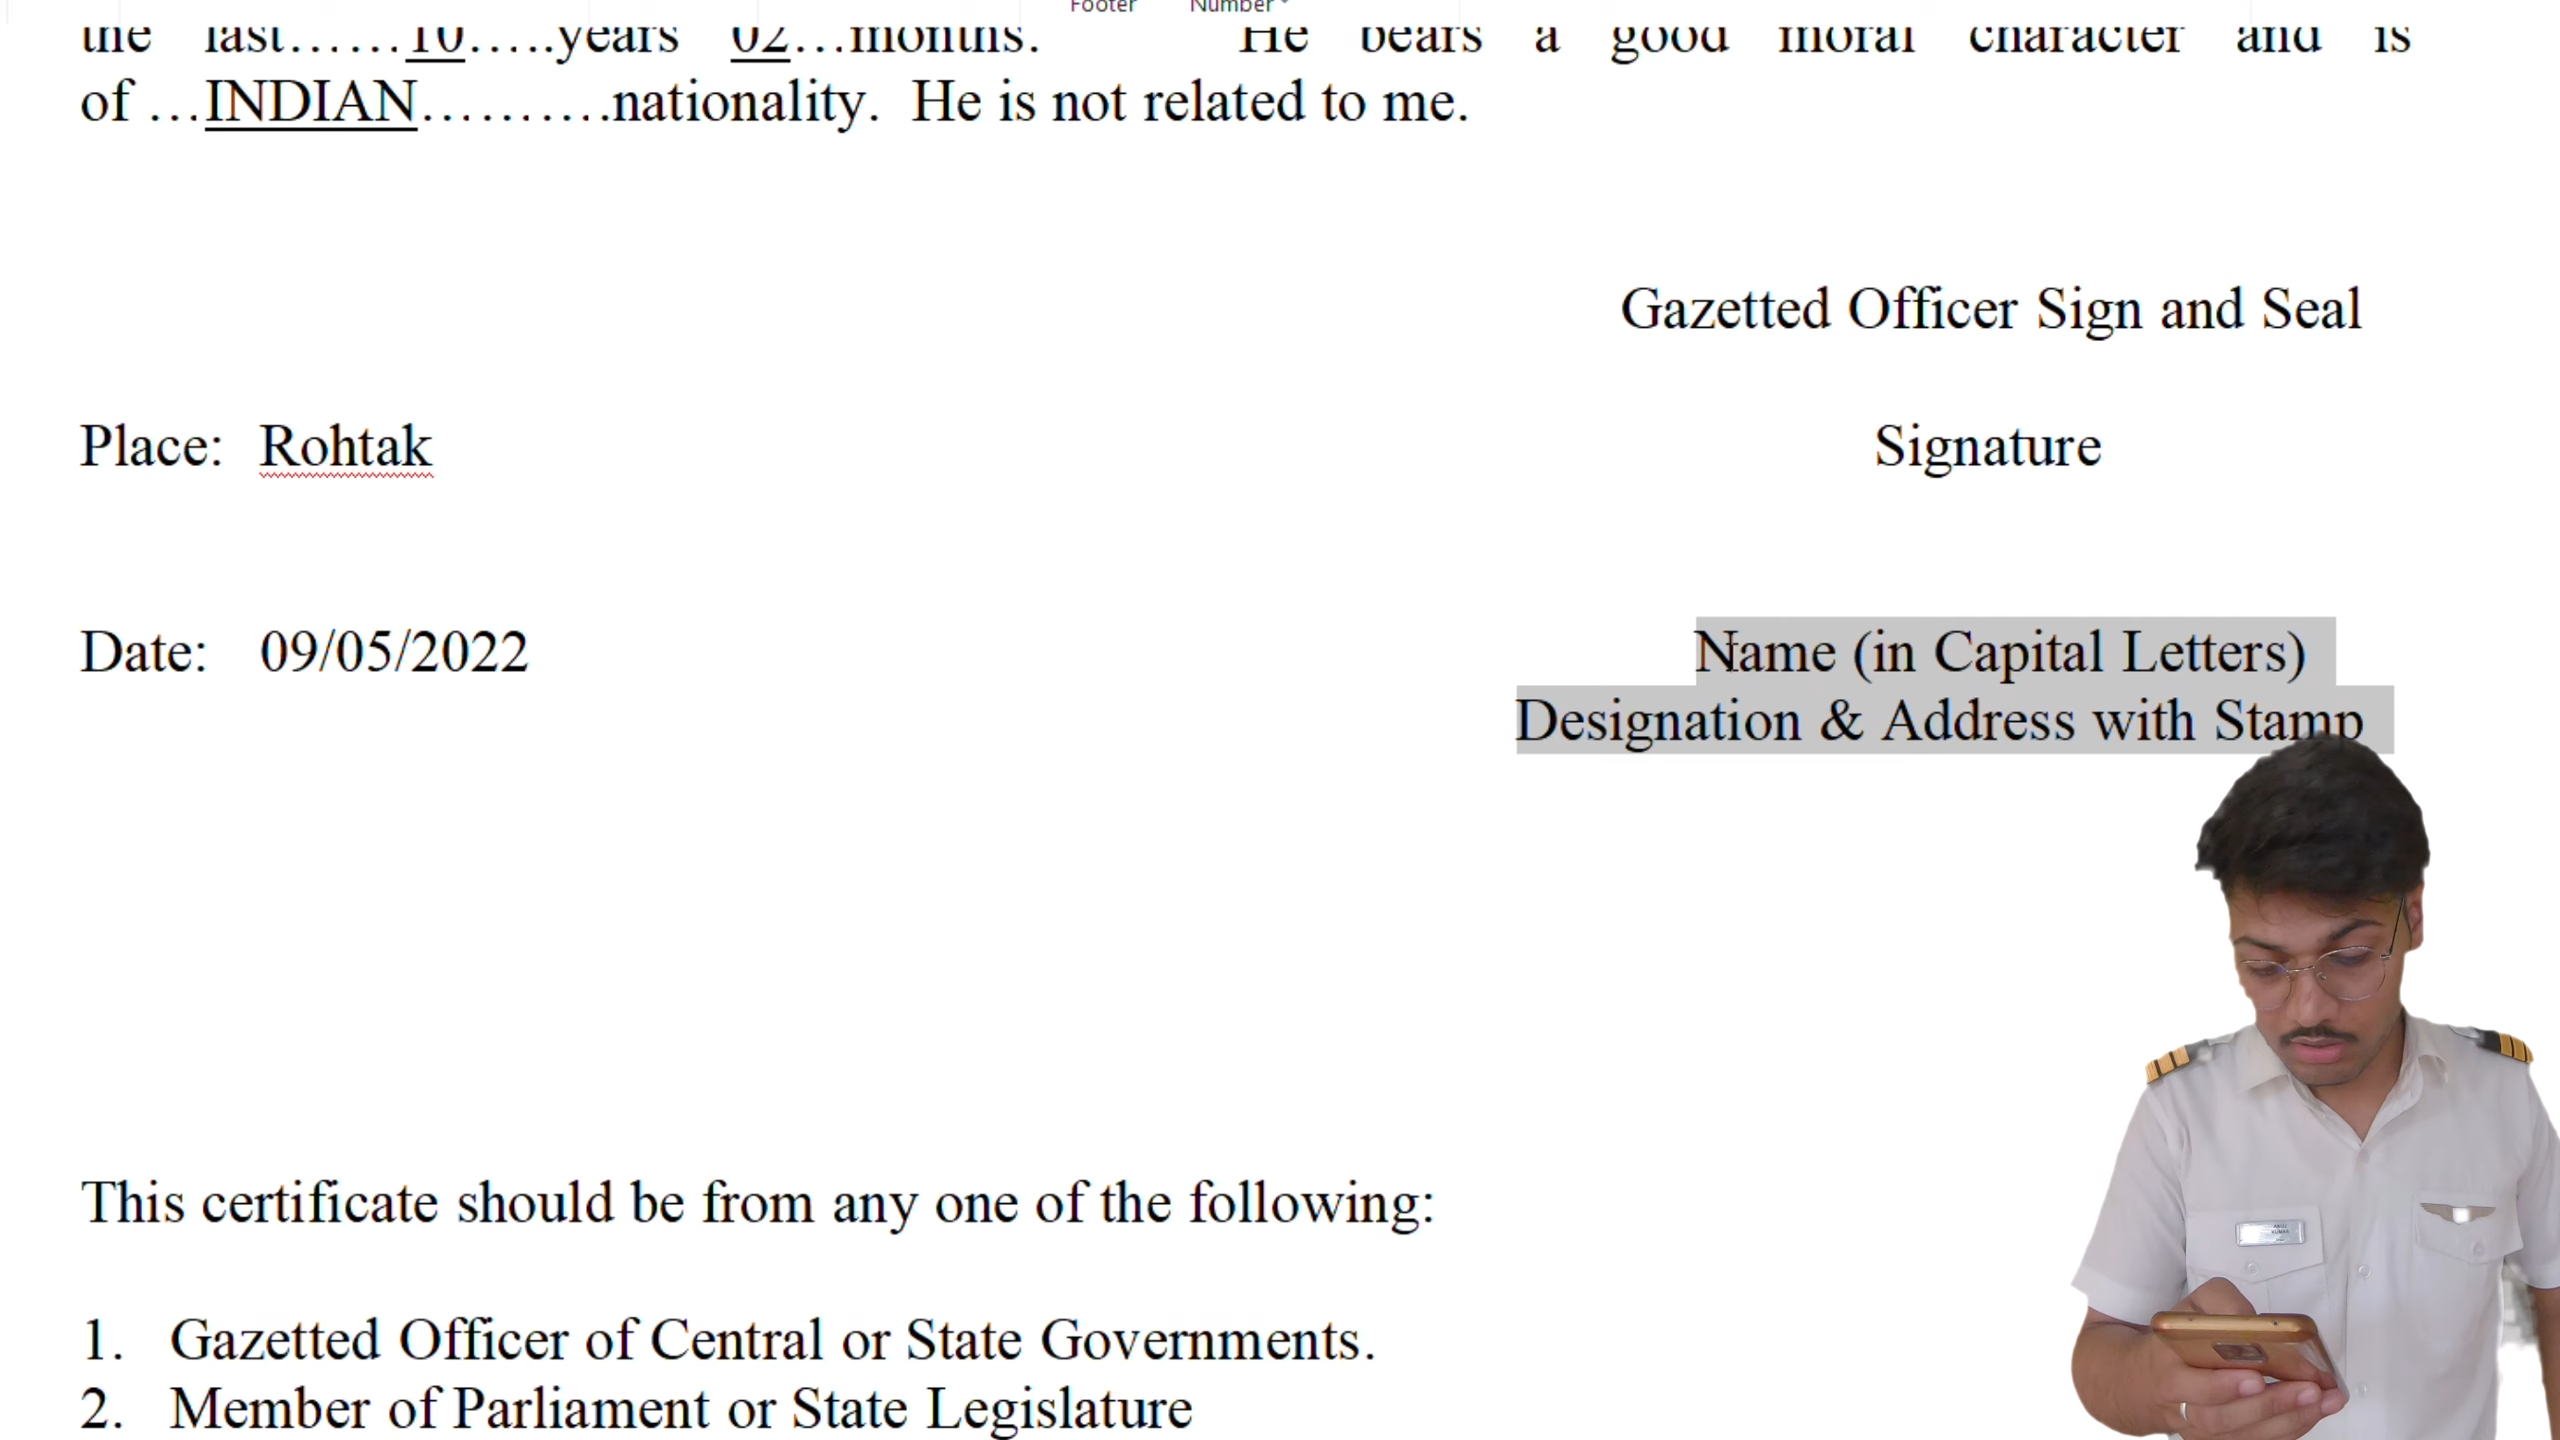 Footer Number
the last……10…..years 02…months. He bears a good moral character and is
of …INDIAN……….nationality. He is not related to me.
Gazetted Officer Sign and Seal
Place: Rohtak Signature
Date: 09/05/2022 Name (in Capital Letters)
Designation & Address with Stamp
This certificate should be from any one of the following:
1. Gazetted Officer of Central or State Governments.
2. Member of Parliament or State Legislature
ANUJ
KUMAR